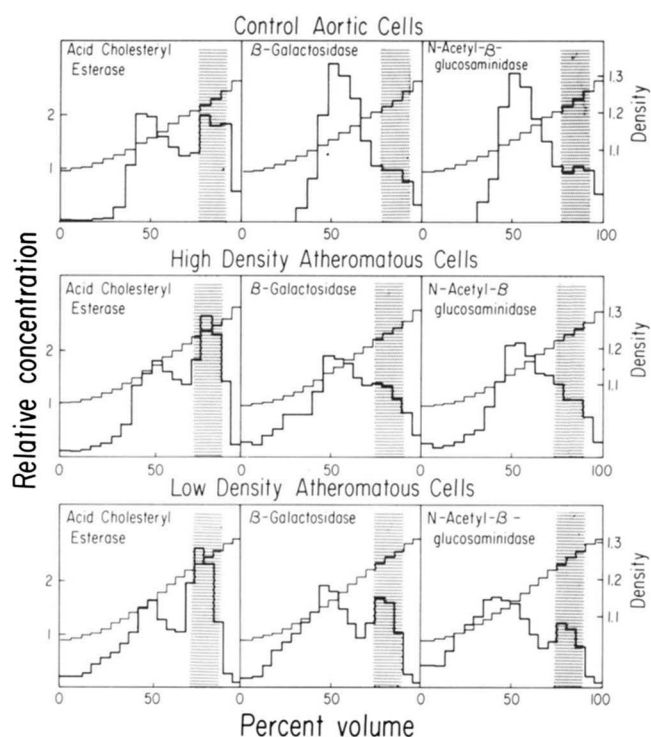 Control Aortic Cells
Acid Cholesteryl
Esterase
β-Galactosidase
N-Acetyl-β-
glucosaminidase
2
1
1.3
1.2
1.1
Density
0
50
0
50
0
50
100
High Density Atheromatous Cells
Acid Cholesteryl
Esterase
β-Galactosidase
N-Acetyl-β
glucosaminidase
2
1
1.3
1.2
1.1
Density
0
50
0
50
0
50
100
Relative concentration
Low Density Atheromatous Cells
Acid Cholesteryl
Esterase
β-Galactosidase
N-Acetyl-β-
glucosaminidase
2
1
1.3
1.2
1.1
Density
0
50
0
50
0
50
100
Percent volume